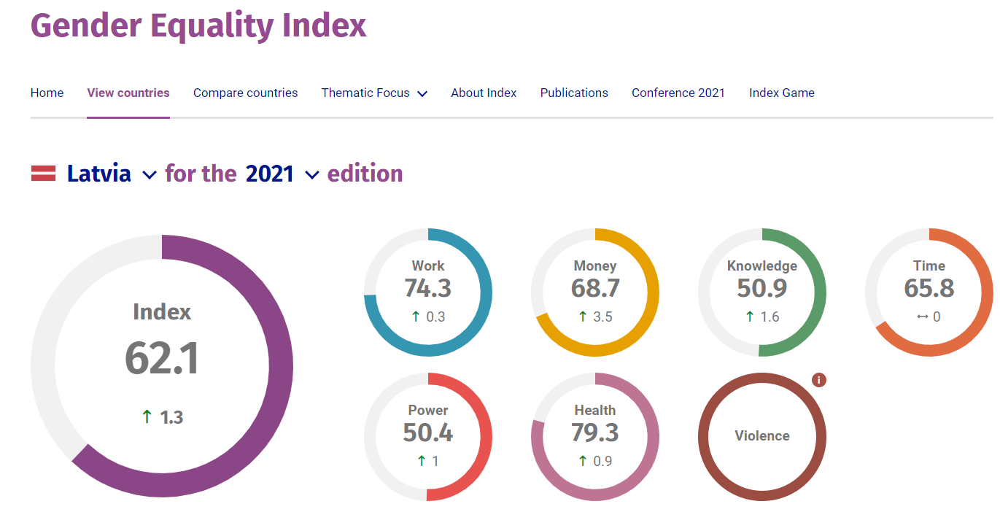 Gender Equality Index
Home View countries Compare countries Thematic Focus About Index Publications Conference 2021 Index Game
Latvia for the 2021 edition
Index
62.1
↑ 1.3
Work
74.3
↑ 0.3
Money
68.7
↑ 3.5
Knowledge
50.9
↑ 1.6
Time
65.8
↔ 0
Power
50.4
↑ 1
Health
79.3
↑ 0.9
Violence
i